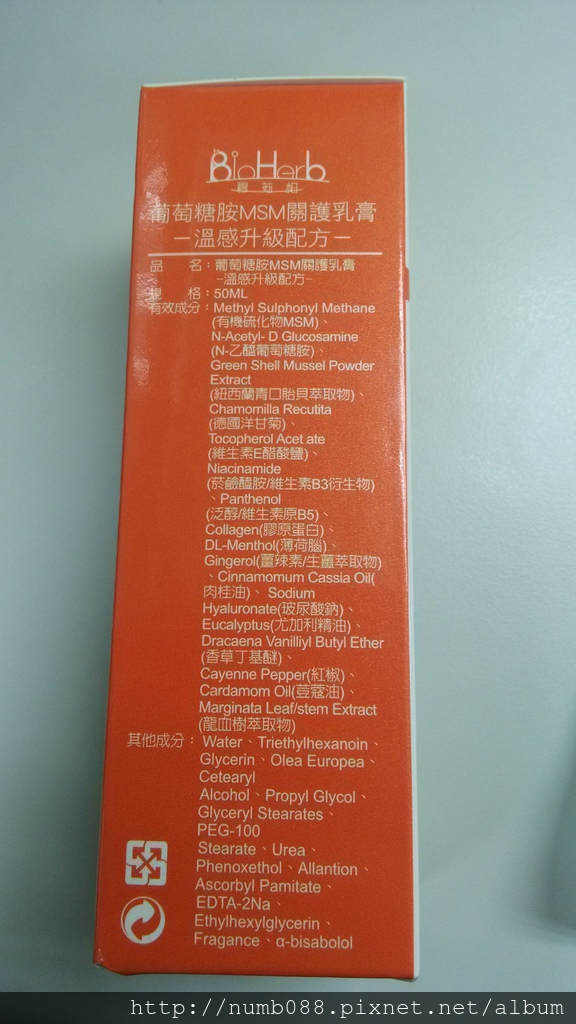 BioHerb
碧荷柏
葡萄糖胺MSM關護乳膏
－溫感升級配方－
品　　名：葡萄糖胺MSM關護乳膏
-溫感升級配方-
規　　格：50ML
有效成分：Methyl Sulphonyl Methane
(有機硫化物MSM)、
N-Acetyl- D Glucosamine
(N-乙醯葡萄糖胺)、
Green Shell Mussel Powder
Extract
(紐西蘭青口貽貝萃取物)、
Chamomilla Recutita
(德國洋甘菊)、
Tocopherol Acet ate
(維生素E醋酸鹽)、
Niacinamide
(菸鹼醯胺/維生素B3衍生物)
、Panthenol
(泛醇/維生素原B5)、
Collagen(膠原蛋白)、
DL-Menthol(薄荷腦)、
Gingerol(薑辣素/生薑萃取物)
、Cinnamomum Cassia Oil(
肉桂油)、 Sodium
Hyaluronate(玻尿酸鈉)、
Eucalyptus(尤加利精油)、
Dracaena Vanilliyl Butyl Ether
(香草丁基醚)、
Cayenne Pepper(紅椒)、
Cardamom Oil(荳蔻油)、
Marginata Leaf/stem Extract
(龍血樹萃取物)
其他成分：Water、Triethylhexanoin、
Glycerin、Olea Europea、
Cetearyl
Alcohol、Propyl Glycol、
Glyceryl Stearates、
PEG-100
Stearate、Urea、
Phenoxethol、Allantion、
Ascorbyl Pamitate、
EDTA-2Na、
Ethylhexylglycerin、
Fragance、α-bisabolol
http://numb088.pixnet.net/album